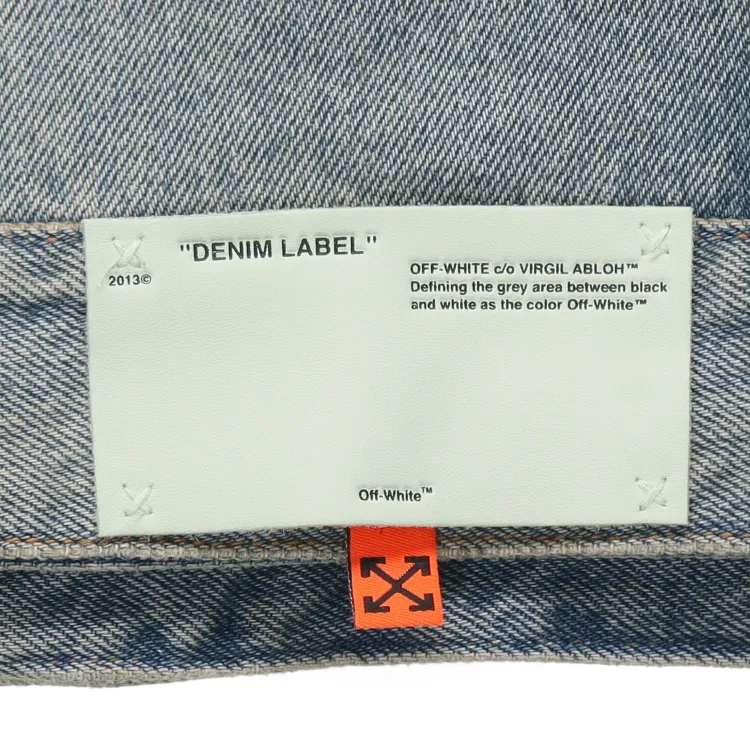 "DENIM LABEL"
2013©
OFF-WHITE c/o VIRGIL ABLOH™
Defining the grey area between black
and white as the color Off-White™
Off-White™